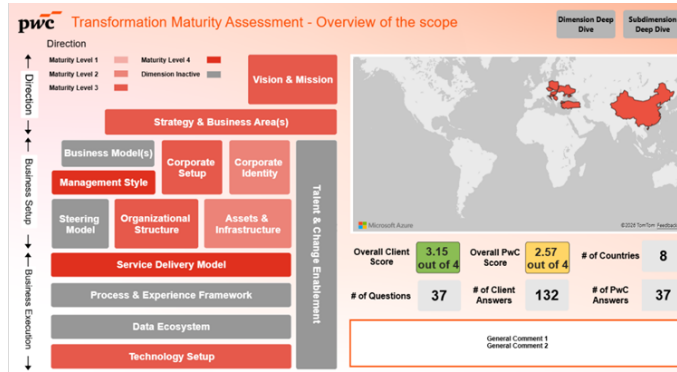 pwc
Transformation Maturity Assessment - Overview of the scope
Dimension Deep
Dive
Subdimension
Deep Dive
Direction
Maturity Level 1
Maturity Level 4
Maturity Level 2
Dimension Inactive
Maturity Level 3
Direction
Business Setup
Business Execution
Vision & Mission
Strategy & Business Area(s)
Business Model(s)
Corporate
Setup
Corporate
Identity
Management Style
Steering
Model
Organizational
Structure
Assets &
Infrastructure
Talent & Change Enablement
Service Delivery Model
Process & Experience Framework
Data Ecosystem
Technology Setup
Microsoft Azure
©2025 TomTom Feedback
Overall Client
Score
3.15
out of 4
Overall PwC
Score
2.57
out of 4
# of Countries
8
# of Questions
37
# of Client
Answers
132
# of PwC
Answers
37
General Comment 1
General Comment 2